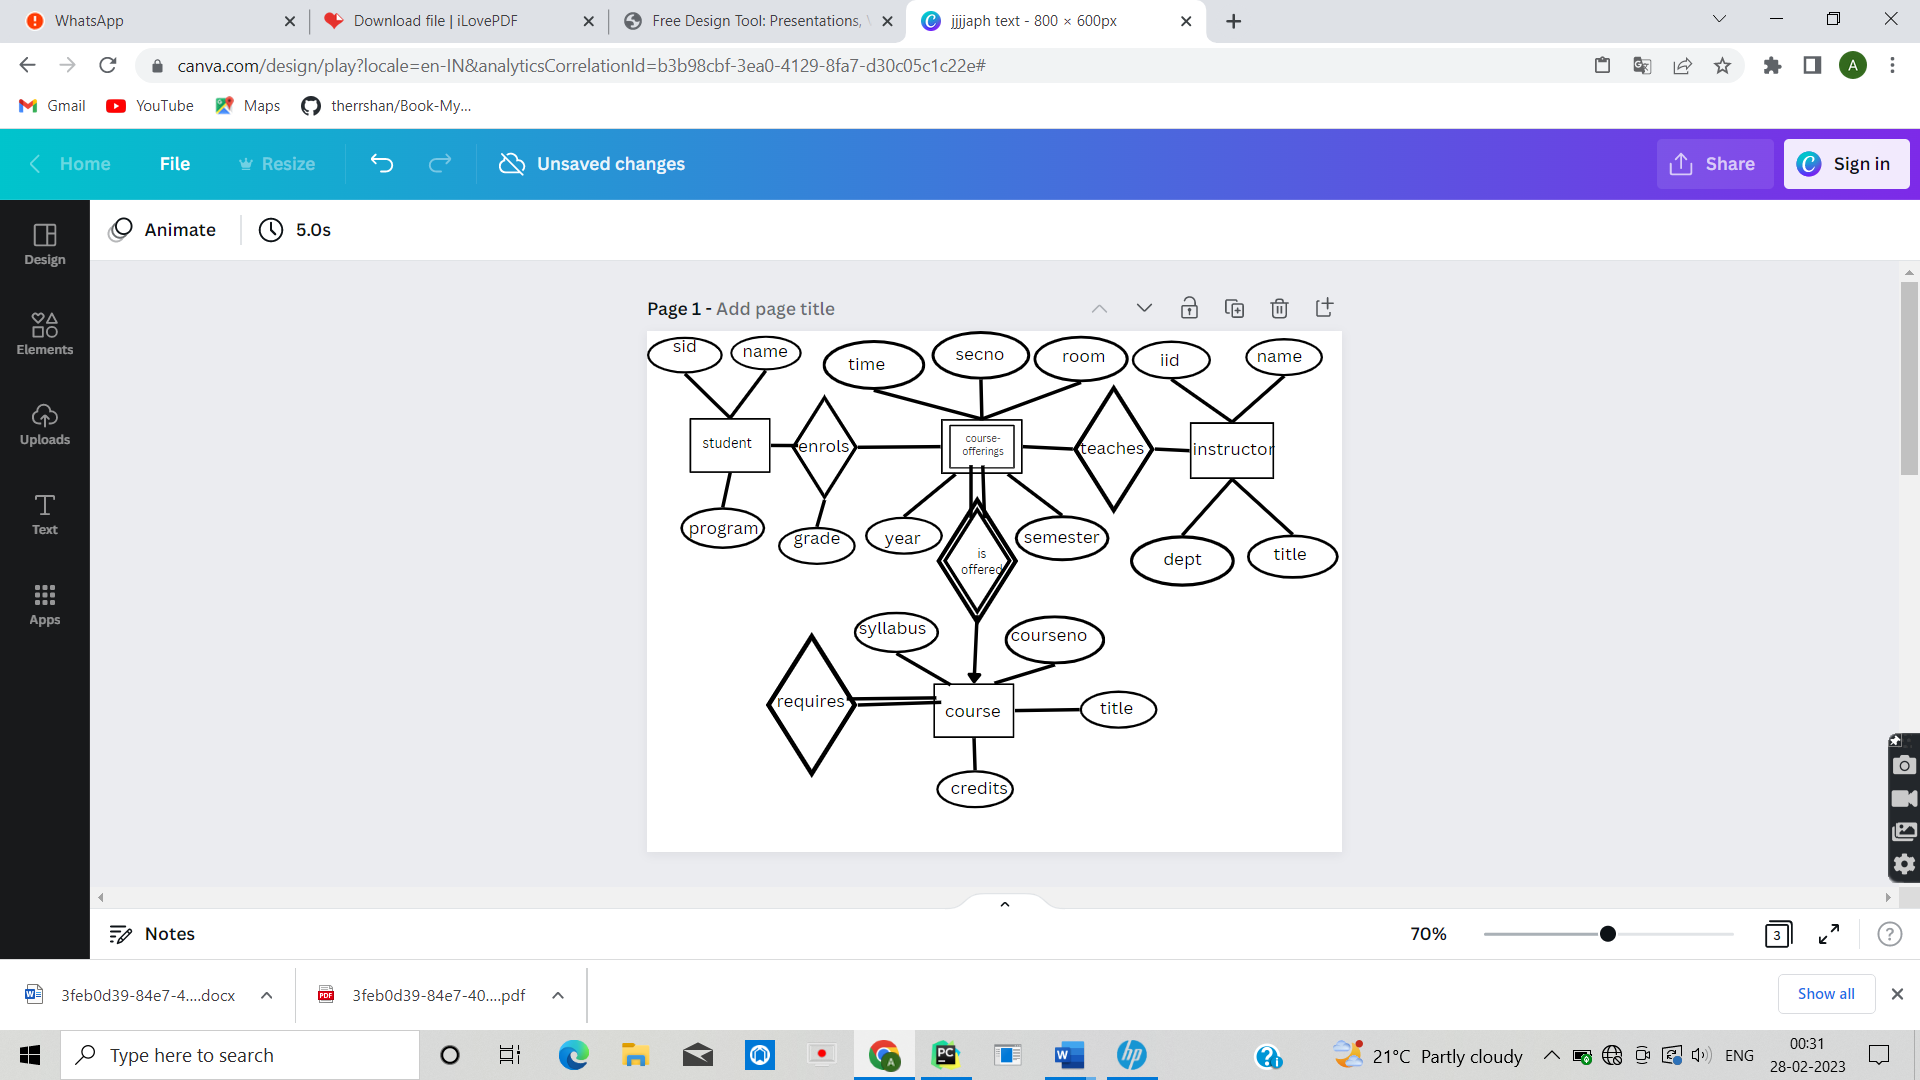 WhatsApp
Download file | iLovePDF
Free Design Tool: Presentations,
jjjjaph text - 800 × 600px
canva.com/design/play?locale=en-IN&analyticsCorrelationId=b3b98cbf-3ea0-4129-8fa7-d30c05c1c22e#
A
Gmail
YouTube
Maps
therrshan/Book-My...
Home
File
Resize
Unsaved changes
Share
Sign in
Animate
5.0s
Design
Elements
Uploads
Text
Apps
Page 1 - Add page title
sid
name
time
secno
room
iid
name
student
enrols
course-
offerings
teaches
instructor
program
grade
year
semester
is
offered
dept
title
syllabus
courseno
requires
course
title
credits
Notes
70%
3
?
3feb0d39-84e7-4....docx
PDF
3feb0d39-84e7-40....pdf
Show all
Type here to search
21°C Partly cloudy
ENG
00:31
28-02-2023